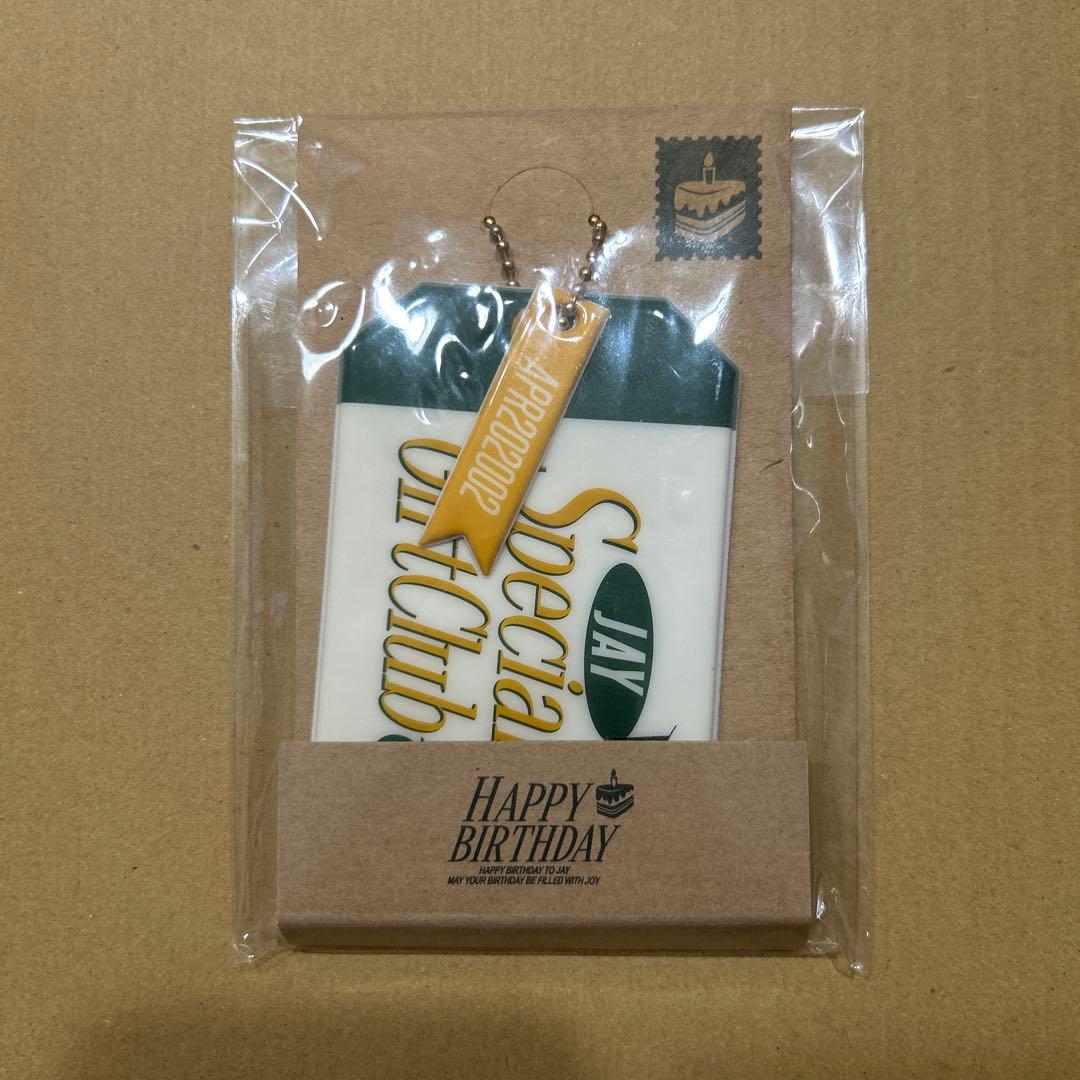 APR202002
Special
Gift Club
JAY
HAPPY
BIRTHDAY
HAPPY BIRTHDAY TO JAY
MAY YOUR BIRTHDAY BE FILLED WITH JOY